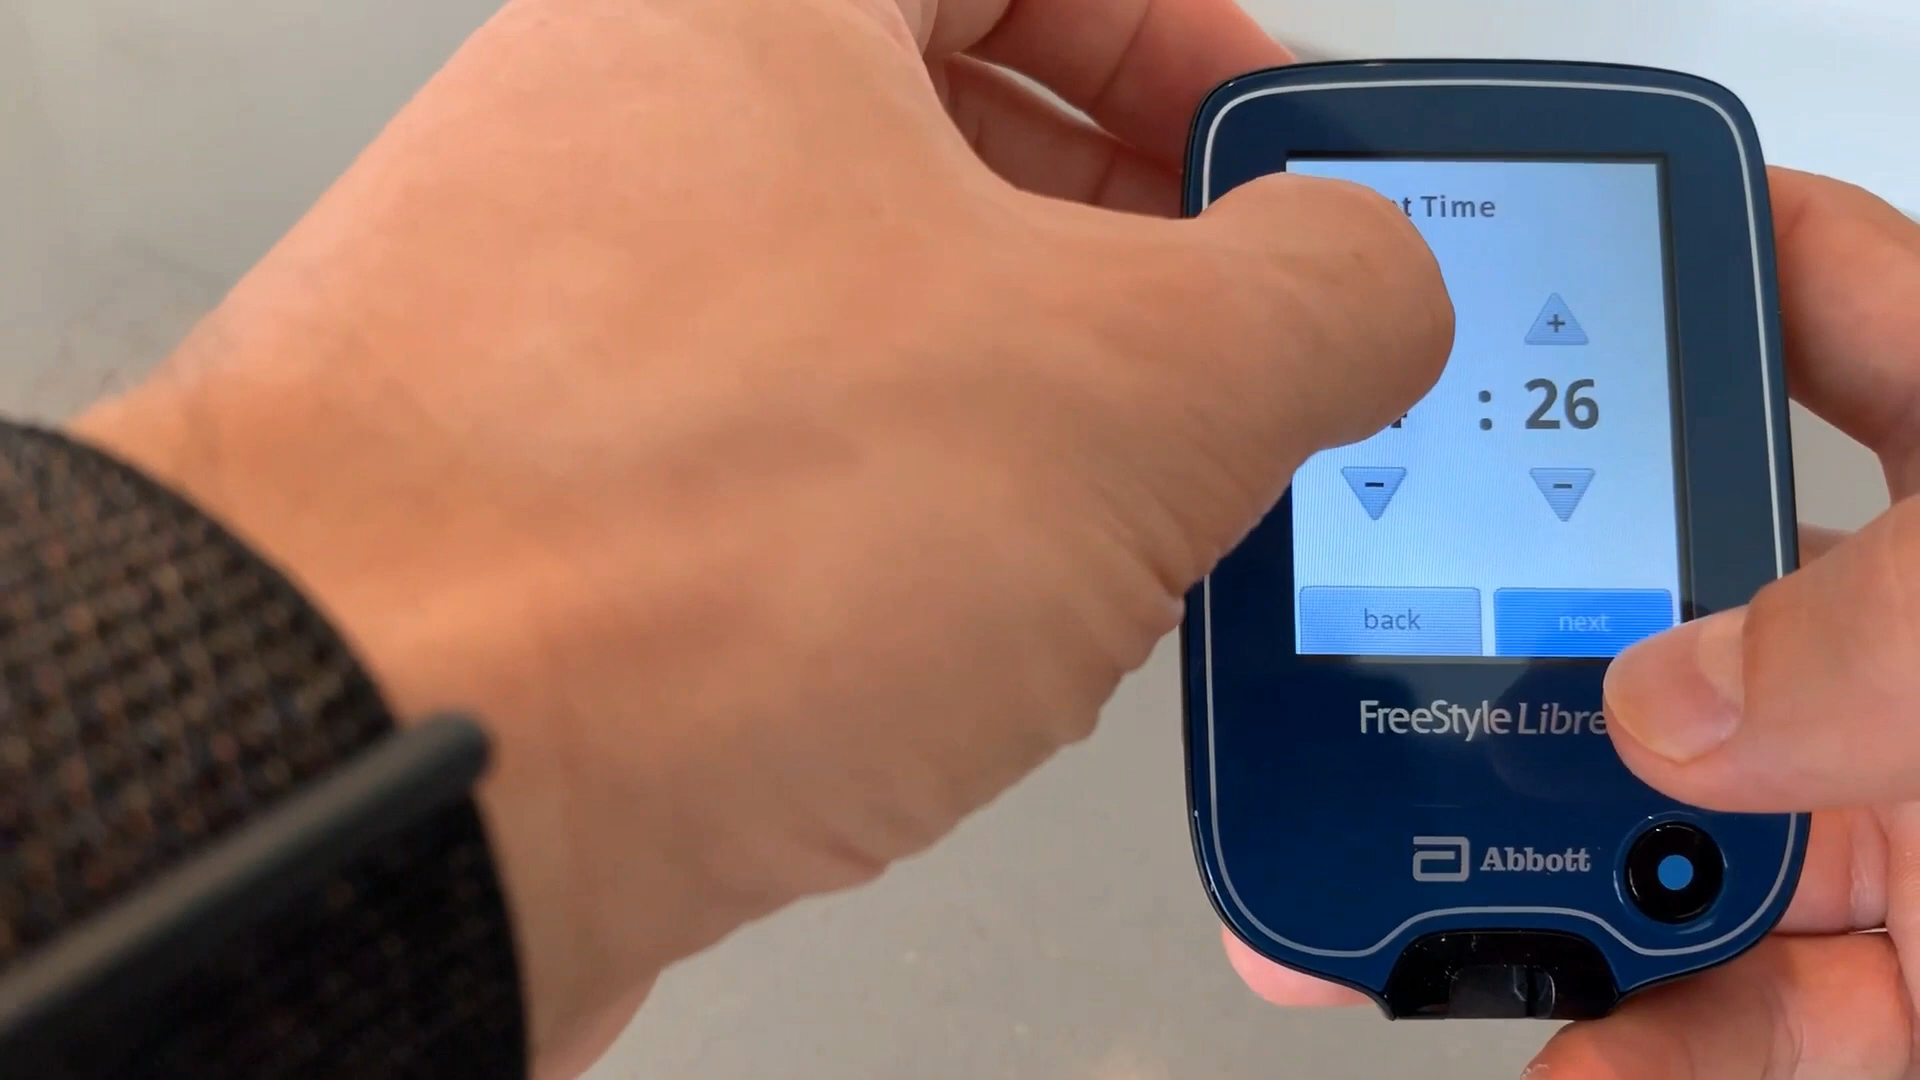 t Time
+
: 26
- -
back next
FreeStyle Libre
Abbott